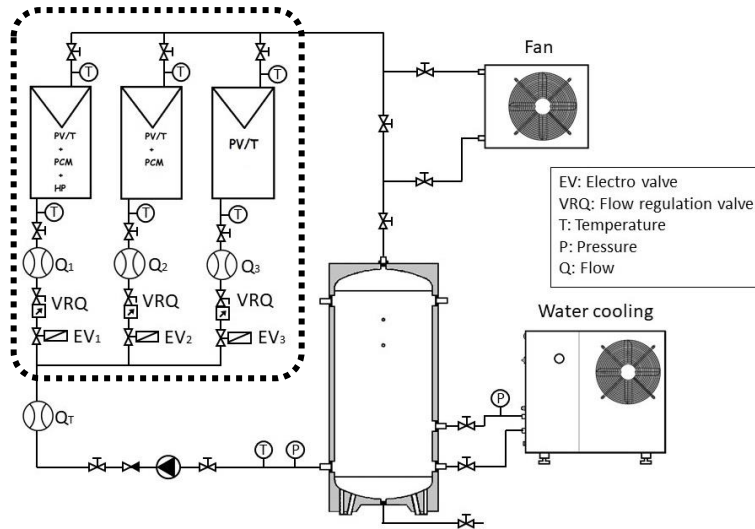 Fan
T
T
T
PV/T
+
PCM
+
HP
PV/T
+
PCM
PV/T
T
T
T
Q1
Q2
Q3
VRQ
VRQ
VRQ
EV1
EV2
EV3
QT
T
P
EV: Electro valve
VRQ: Flow regulation valve
T: Temperature
P: Pressure
Q: Flow
Water cooling
P